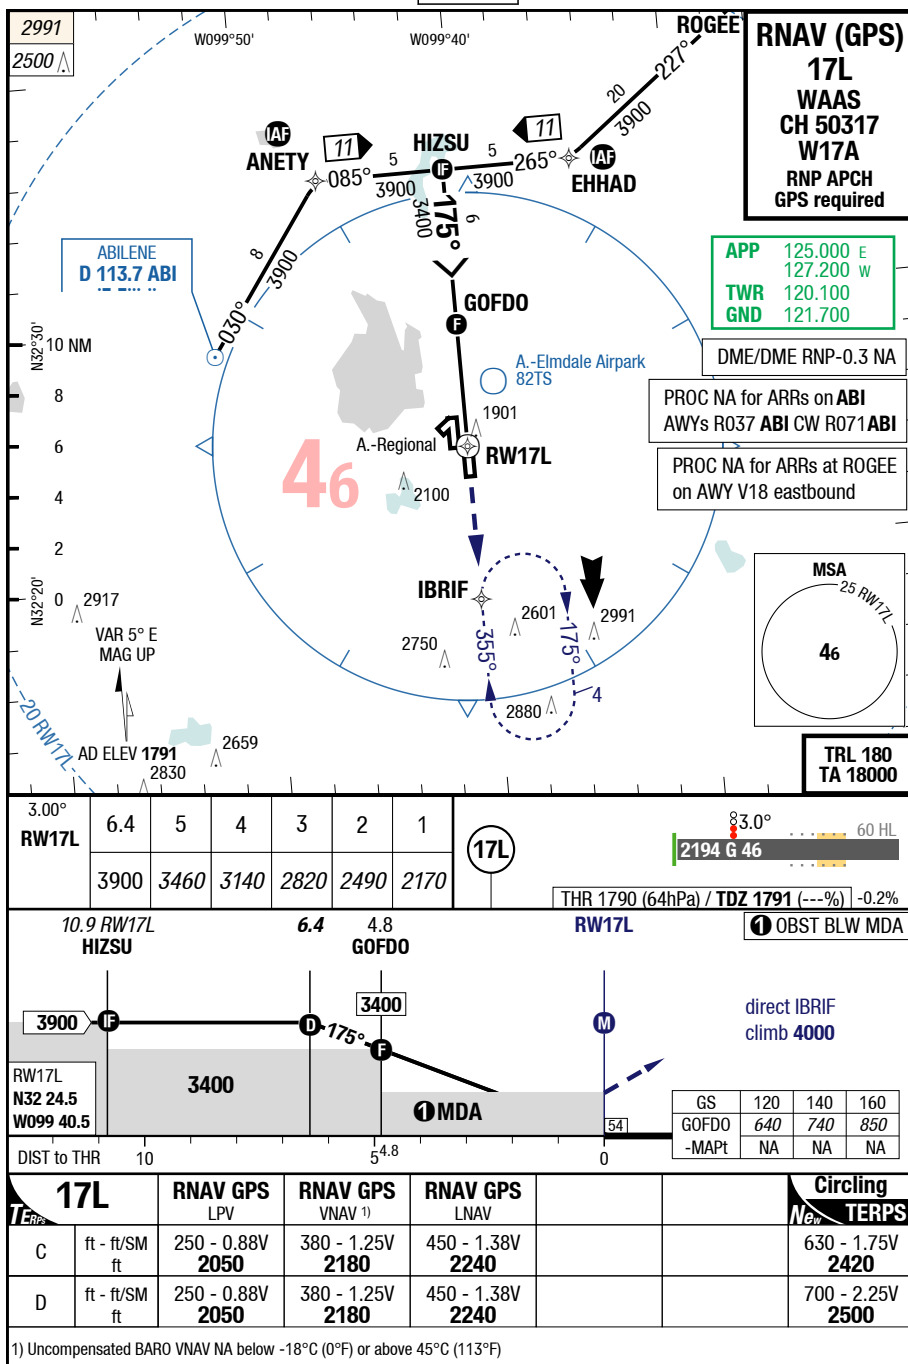 2991
2500
W099°50'
W099°40'
ROGEE
RNAV (GPS)
17L
WAAS
CH 50317
W17A
RNP APCH
GPS required
227°
20
3900
IAF
ANETY
11
HIZSU
11
IAF
EHHAD
085°
5
3900
IF
5
3900
265°
3400
175°
6
8
3900
030°
ABILENE
D 113.7 ABI
APP 125.000 E
127.200 W
TWR 120.100
GND 121.700
GOFDO
F
N32°30'
10 NM
8
6
4
2
0
N32°20'
A.-Elmdale Airpark
82TS
DME/DME RNP-0.3 NA
PROC NA for ARRs on ABI
AWYs R037 ABI CW R071 ABI
PROC NA for ARRs at ROGEE
on AWY V18 eastbound
1901
1
A.-Regional
RW17L
46
2100
IBRIF
355°
175°
4
2601
2991
2750
2880
2917
VAR 5° E
MAG UP
20 RW17L
AD ELEV 1791
2659
2830
MSA
25 RW17L
46
TRL 180
TA 18000
3.00°
RW17L
6.4 5 4 3 2 1
3900 3460 3140 2820 2490 2170
17L
3.0°
60 HL
2194 G 46
THR 1790 (64hPa) / TDZ 1791 (---%) -0.2%
10.9 RW17L
HIZSU
6.4
4.8
GOFDO
RW17L
1 OBST BLW MDA
3900
IF
D
175°
3400
F
M
direct IBRIF
climb 4000
3400
1 MDA
RW17L
N32 24.5
W099 40.5
54
GS 120 140 160
GOFDO 640 740 850
-MAPt NA NA NA
DIST to THR 10 5 4.8 0
TERPs
17L
RNAV GPS
LPV
RNAV GPS
VNAV 1)
RNAV GPS
LNAV
Circling
New TERPS
C ft - ft/SM 250 - 0.88V 380 - 1.25V 450 - 1.38V 630 - 1.75V
ft 2050 2180 2240 2420
D ft - ft/SM 250 - 0.88V 380 - 1.25V 450 - 1.38V 700 - 2.25V
ft 2050 2180 2240 2500
1) Uncompensated BARO VNAV NA below -18°C (0°F) or above 45°C (113°F)